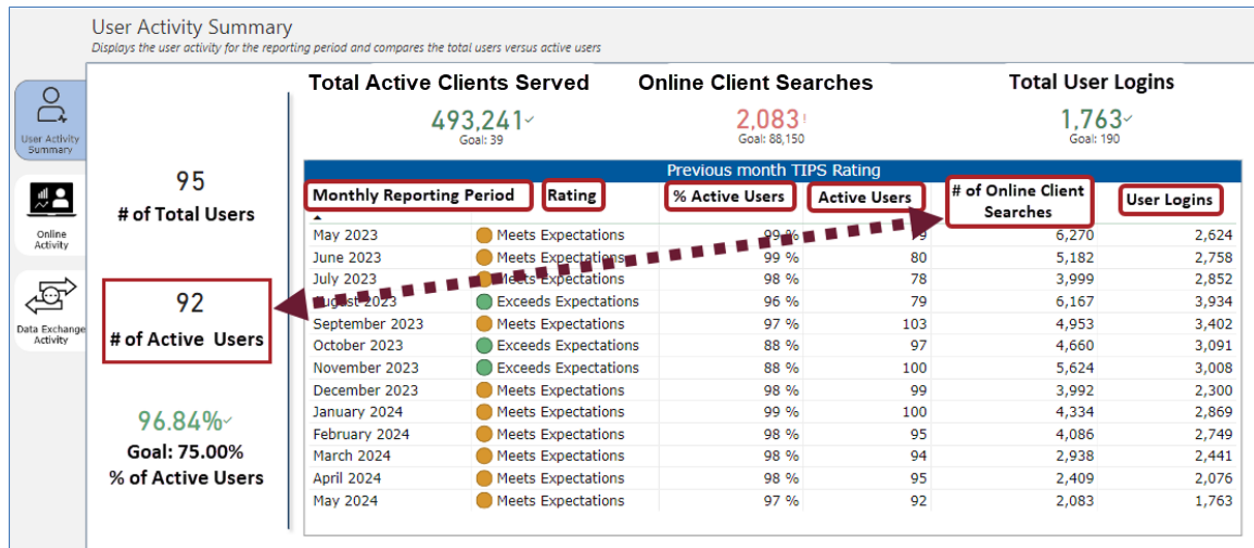 User Activity Summary
Displays the user activity for the reporting period and compares the total users versus active users
User Activity
Summary
Online
Activity
Data Exchange
Activity
95
# of Total Users
92
# of Active Users
96.84%
Goal: 75.00%
% of Active Users
Total Active Clients Served Online Client Searches Total User Logins
493,241 2,083! 1,763
Goal: 39 Goal: 88,150 Goal: 190
Previous month TIPS Rating
Monthly Reporting Period Rating % Active Users Active Users # of Online Client Searches User Logins
May 2023 Meets Expectations 99 % 6,270 2,624
June 2023 Meets Expectations 99 % 80 5,182 2,758
July 2023 Meets Expectations 98 % 78 3,999 2,852
August 2023 Exceeds Expectations 96 % 79 6,167 3,934
September 2023 Meets Expectations 97 % 103 4,953 3,402
October 2023 Exceeds Expectations 88 % 97 4,660 3,091
November 2023 Exceeds Expectations 88 % 100 5,624 3,008
December 2023 Meets Expectations 98 % 99 3,992 2,300
January 2024 Meets Expectations 99 % 100 4,334 2,869
February 2024 Meets Expectations 98 % 95 4,086 2,749
March 2024 Meets Expectations 98 % 94 2,938 2,441
April 2024 Meets Expectations 98 % 95 2,409 2,076
May 2024 Meets Expectations 97 % 92 2,083 1,763